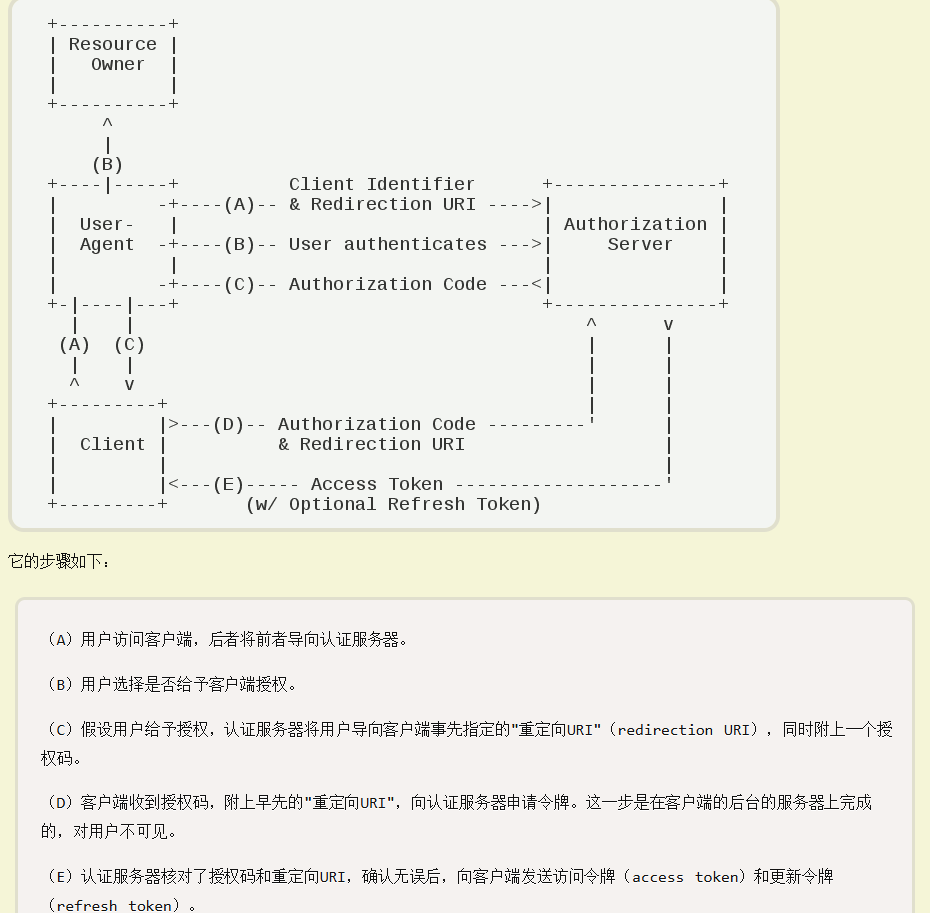 +----------+
| Resource |
|   Owner  |
|          |
+----------+
     ^
     |
    (B)
+----|-----+          Client Identifier      +---------------+
|         -+----(A)-- & Redirection URI ---->|               |
|  User-   |                                 | Authorization |
|  Agent  -+----(B)-- User authenticates --->|     Server    |
|          |                                 |               |
|         -+----(C)-- Authorization Code ---<|               |
+-|----|---+                                 +---------------+
  |    |                                         ^      v
 (A)  (C)                                        |      |
  |    |                                         |      |
  ^    v                                         |      |
+---------+                                      |      |
|         |>---(D)-- Authorization Code ---------'      |
|  Client |          & Redirection URI                  |
|         |                                             |
|         |<---(E)----- Access Token -------------------'
+---------+       (w/ Optional Refresh Token)
它的步骤如下：
（A）用户访问客户端，后者将前者导向认证服务器。
（B）用户选择是否给予客户端授权。
（C）假设用户给予授权，认证服务器将用户导向客户端事先指定的"重定向URI"（redirection URI），同时附上一个授
权码。
（D）客户端收到授权码，附上早先的"重定向URI"，向认证服务器申请令牌。这一步是在客户端的后台的服务器上完成
的，对用户不可见。
（E）认证服务器核对了授权码和重定向URI，确认无误后，向客户端发送访问令牌（access token）和更新令牌
（refresh token）。